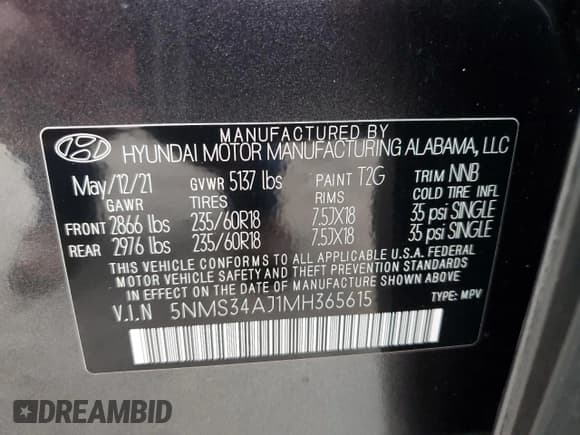 MANUFACTURED BY
HYUNDAI MOTOR MANUFACTURING ALABAMA, LLC
May/12/21 GVWR 5137 lbs PAINT T2G TRIM NNB
GAWR TIRES RIMS COLD TIRE INFL
FRONT 2866 lbs 235/60R18 7.5JX18 35 psi SINGLE
REAR 2976 lbs 235/60R18 7.5JX18 35 psi SINGLE
THIS VEHICLE CONFORMS TO ALL APPLICABLE U.S.A. FEDERAL
MOTOR VEHICLE SAFETY AND THEFT PREVENTION STANDARDS
IN EFFECT ON THE DATE OF MANUFACTURE SHOWN ABOVE
V.I.N 5NMS34AJ1MH365615 TYPE: MPV
DREAMBID